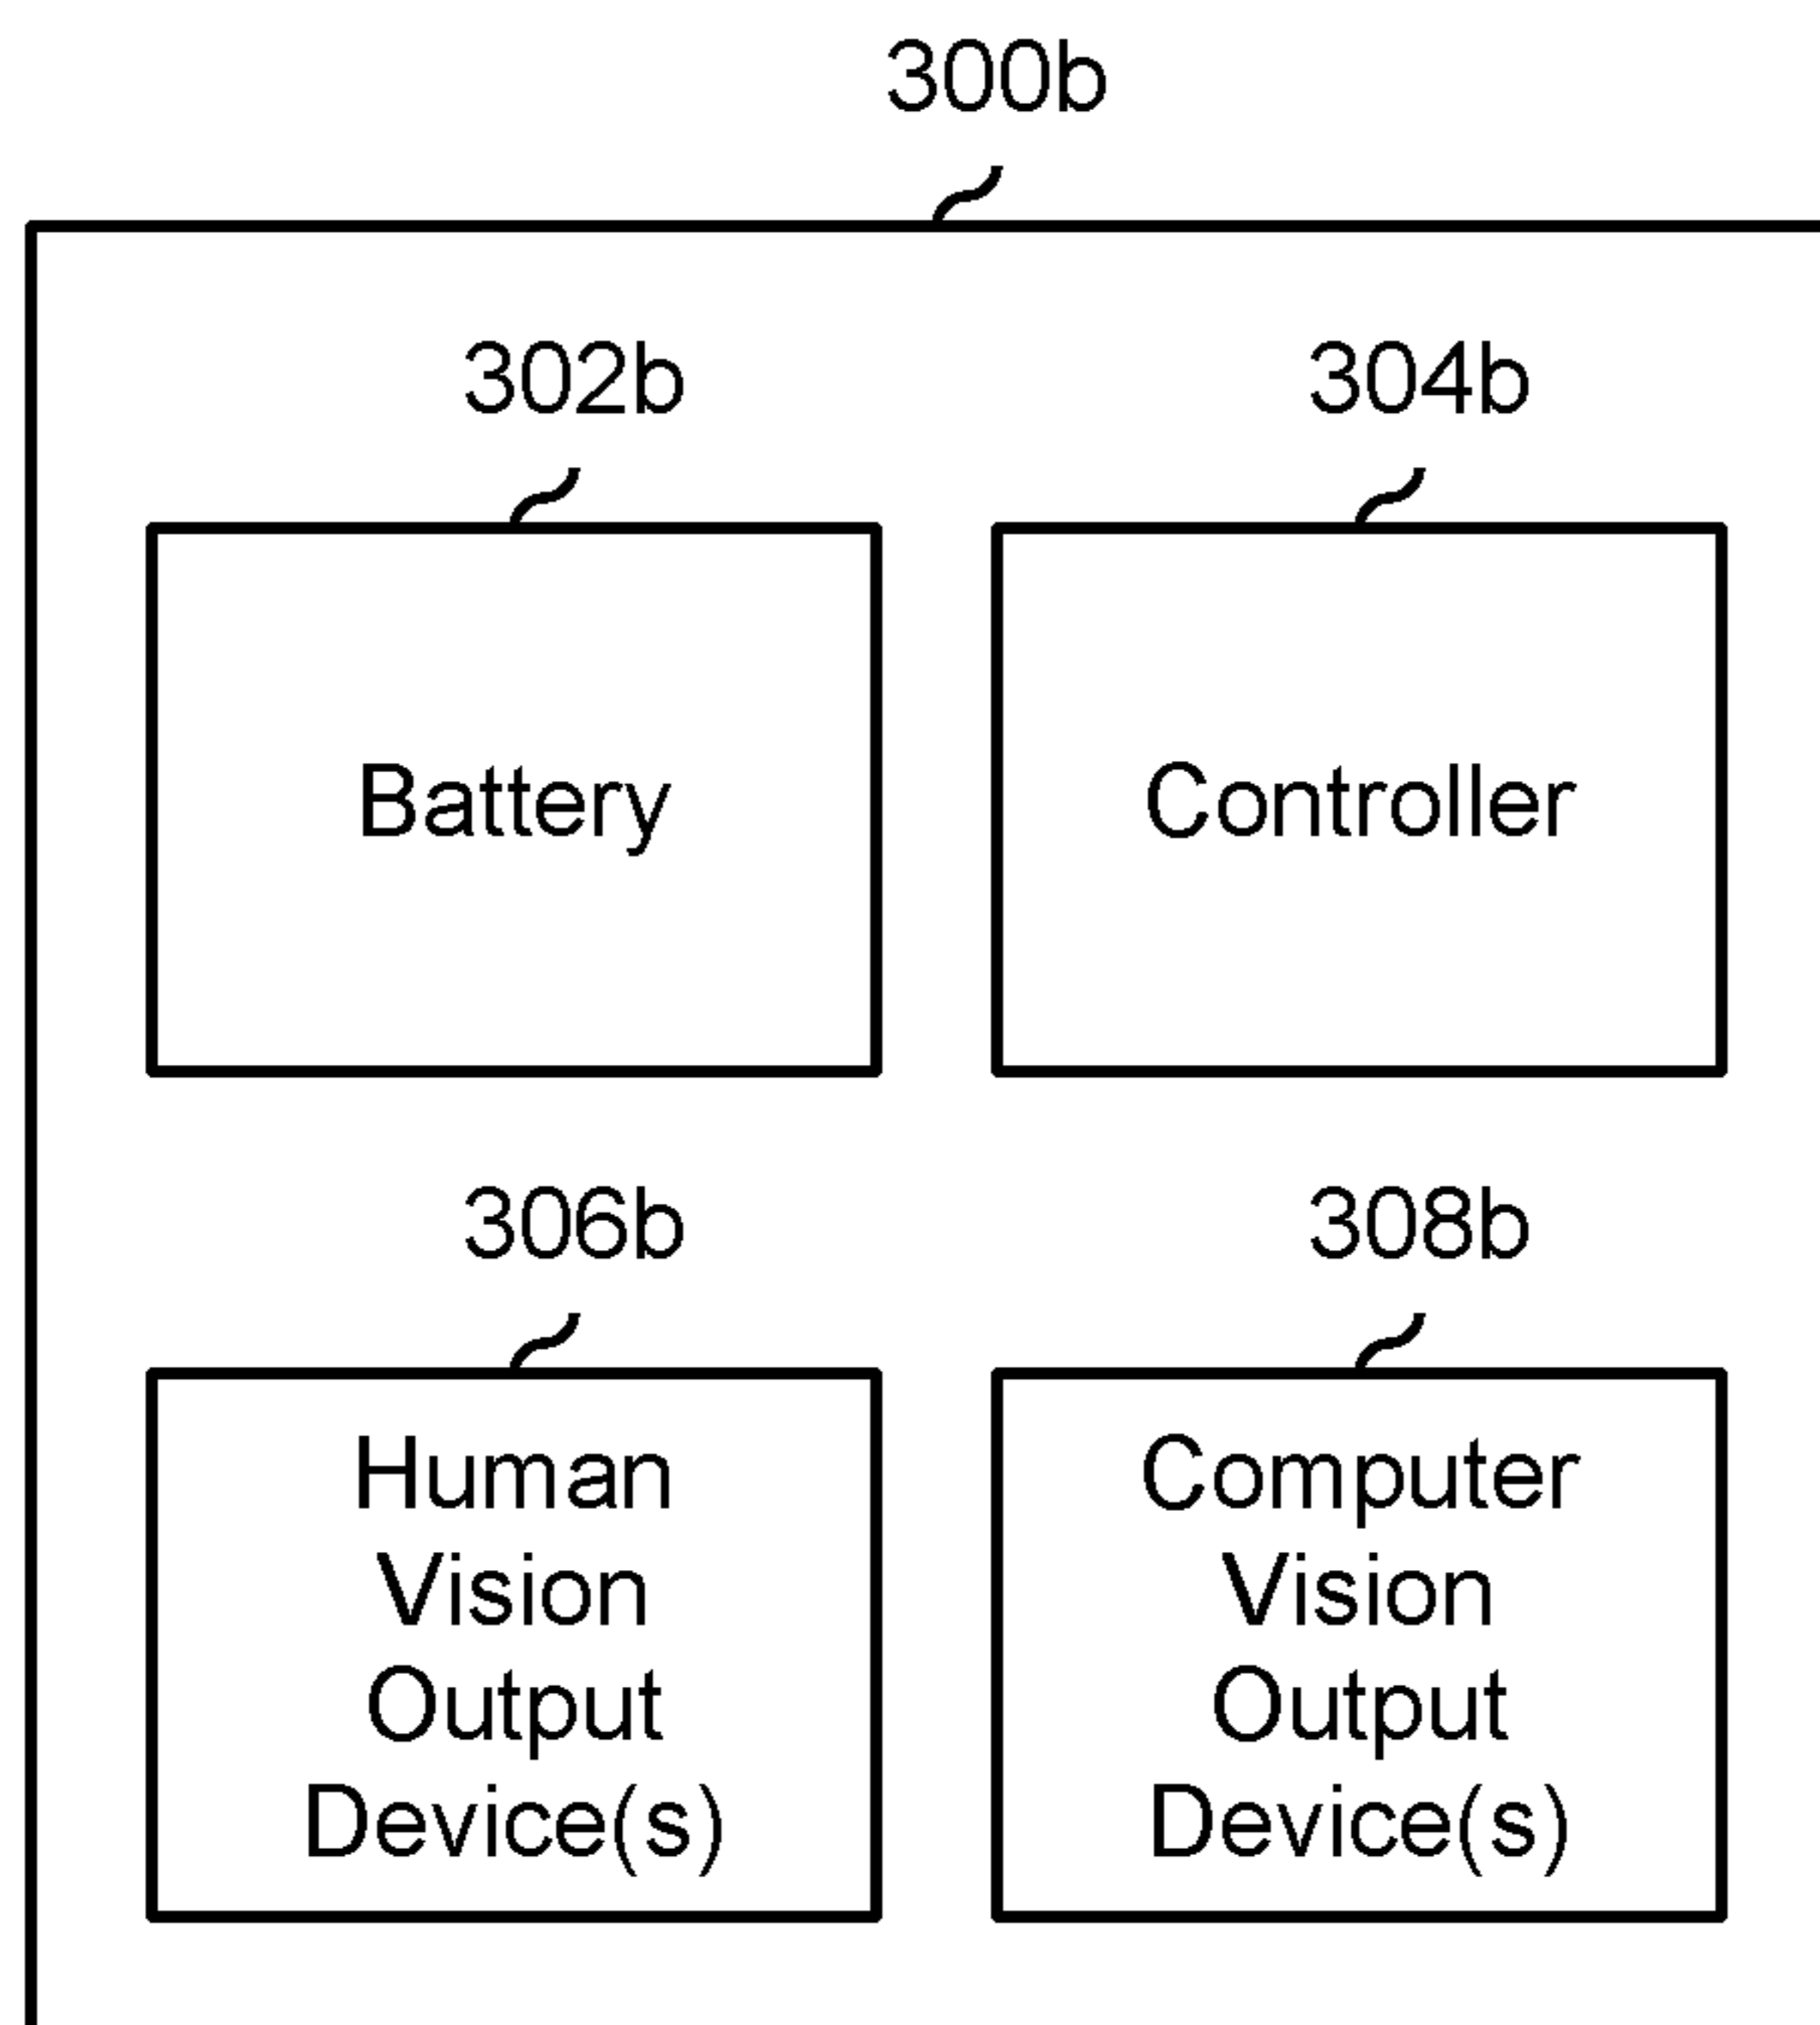 300b
302b
304b
Battery
Controller
306b
308b
Human
Vision
Output
Device(s)
Computer
Vision
Output
Device(s)